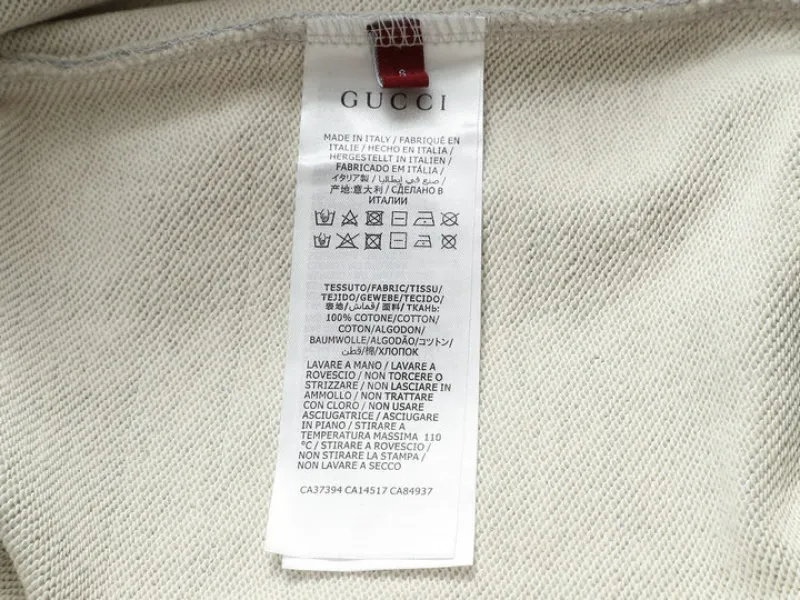 S
GUCCI
MADE IN ITALY / FABRIQUÉ EN
ITALIE / HECHO EN ITALIA /
HERGESTELLT IN ITALIEN /
FABRICADO EM ITÁLIA /
イタリア製 / صنع في إيطاليا /
产地:意大利 / СДЕЛАНО В
ИТАЛИИ
TESSUTO/FABRIC/TISSU/
TEJIDO/GEWEBE/TECIDO/
表地/قماش/面料/ТКАНЬ:
100% COTONE/COTTON/
COTON/ALGODON/
BAUMWOLLE/ALGODÃO/コットン/
قطن/棉/ХЛОПОК
LAVARE A MANO / LAVARE A
ROVESCIO / NON TORCERE O
STRIZZARE / NON LASCIARE IN
AMMOLLO / NON TRATTARE
CON CLORO / NON USARE
ASCIUGATRICE / ASCIUGARE
IN PIANO / STIRARE A
TEMPERATURA MASSIMA 110
°C / STIRARE A ROVESCIO /
NON STIRARE LA STAMPA /
NON LAVARE A SECCO
CA37394 CA14517 CA84937